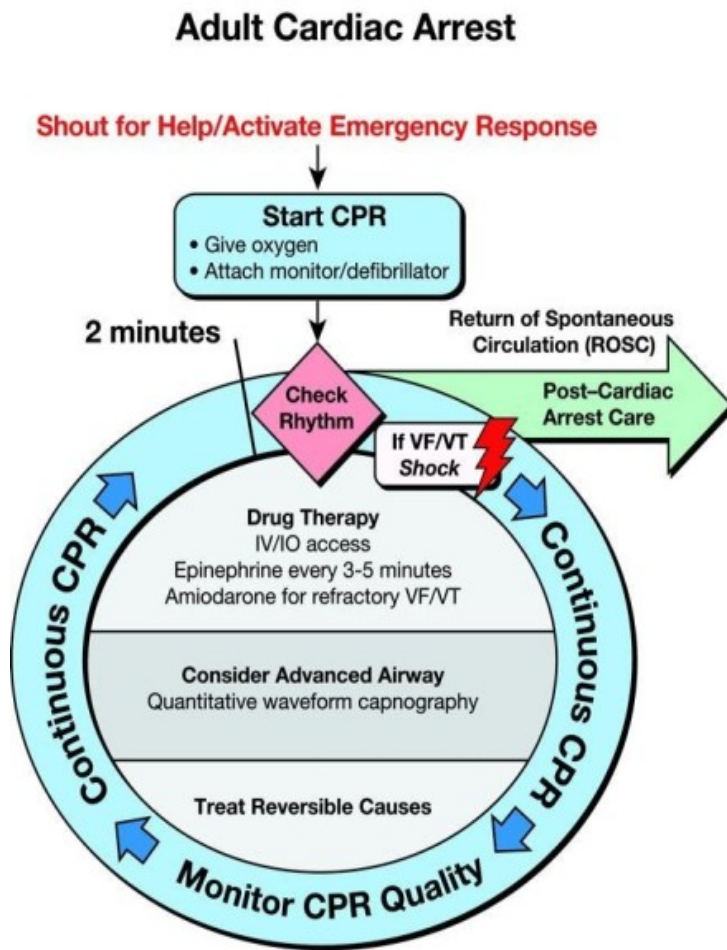 Adult Cardiac Arrest
Shout for Help/Activate Emergency Response
Start CPR
• Give oxygen
• Attach monitor/defibrillator
2 minutes
Check
Rhythm
Return of Spontaneous
Circulation (ROSC)
Post–Cardiac
Arrest Care
If VF/VT
Shock
Drug Therapy
IV/IO access
Epinephrine every 3-5 minutes
Amiodarone for refractory VF/VT
Consider Advanced Airway
Quantitative waveform capnography
Treat Reversible Causes
Continuous CPR
Monitor CPR Quality
Continuous CPR